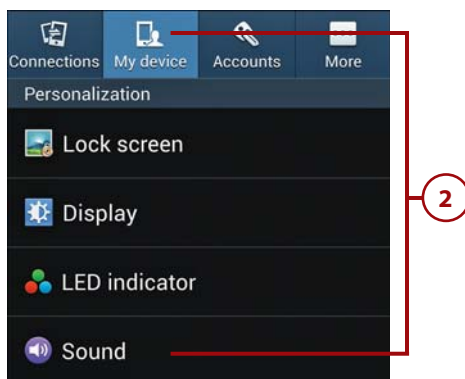 Connections My device Accounts More
Personalization
Lock screen
Display
2
LED indicator
Sound